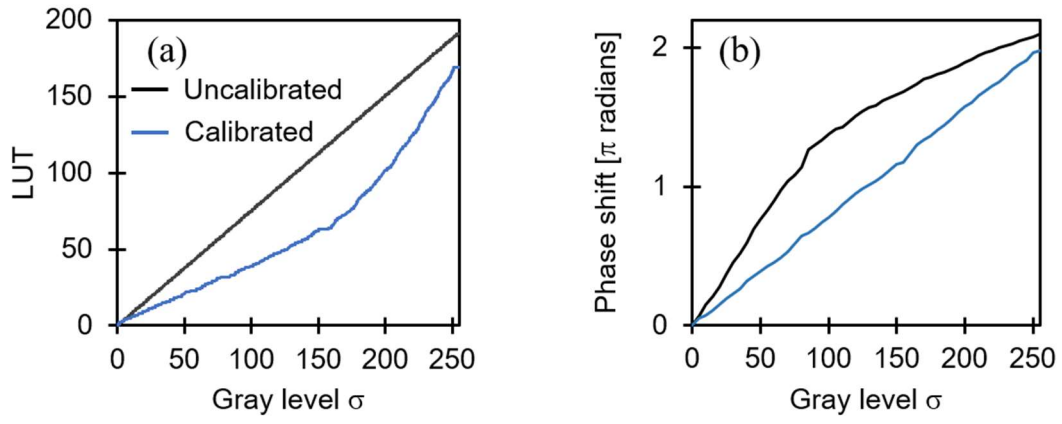 (a)
Uncalibrated
Calibrated
LUT
200
150
100
50
0
0 50 100 150 200 250
Gray level σ
(b)
Phase shift [π radians]
2
1
0
0 50 100 150 200 250
Gray level σ